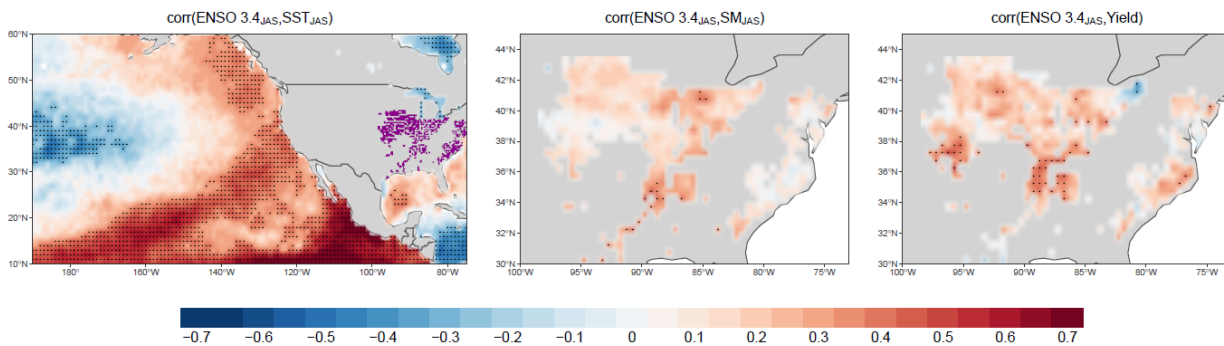 corr(ENSO 3.4JAS,SSTJAS)
corr(ENSO 3.4JAS,SMJAS)
corr(ENSO 3.4JAS,Yield)
60°N
50°N
40°N
30°N
20°N
10°N
180°
160°W
140°W
120°W
100°W
80°W
44°N
42°N
40°N
38°N
36°N
34°N
32°N
30°N
100°W
95°W
90°W
85°W
80°W
75°W
44°N
42°N
40°N
38°N
36°N
34°N
32°N
30°N
100°W
95°W
90°W
85°W
80°W
75°W
−0.7 −0.6 −0.5 −0.4 −0.3 −0.2 −0.1 0 0.1 0.2 0.3 0.4 0.5 0.6 0.7